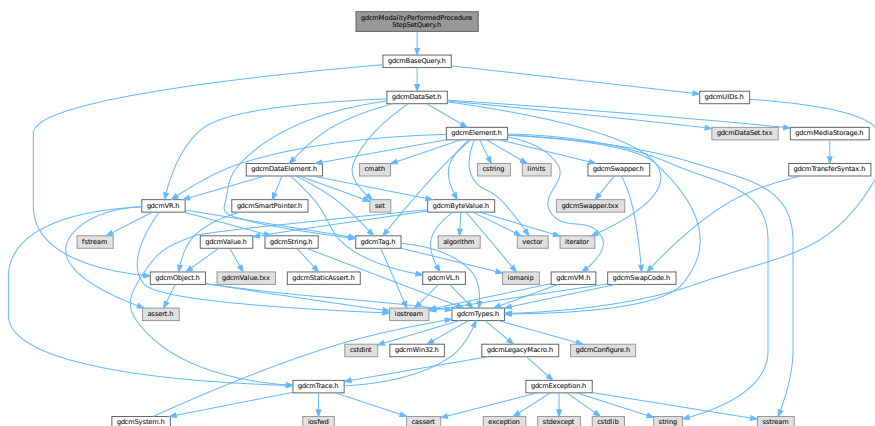 gdcmModalityPerformedProcedure
StepSetQuery.h
gdcmBaseQuery.h
gdcmDataSet.h
gdcmUIDs.h
gdcmElement.h
gdcmDataSet.txx
gdcmMediaStorage.h
gdcmDataElement.h
cmath
cstring
limits
gdcmSwapper.h
gdcmTransferSyntax.h
gdcmVR.h
gdcmSmartPointer.h
set
gdcmByteValue.h
gdcmSwapper.txx
fstream
gdcmValue.h
gdcmString.h
gdcmTag.h
algorithm
vector
iterator
gdcmObject.h
gdcmValue.txx
gdcmStaticAssert.h
gdcmVL.h
iomanip
gdcmVM.h
gdcmSwapCode.h
assert.h
iostream
gdcmTypes.h
cstdint
gdcmWin32.h
gdcmLegacyMacro.h
gdcmConfigure.h
gdcmTrace.h
gdcmException.h
gdcmSystem.h
iosfwd
cassert
exception
stdexcept
cstdlib
string
sstream